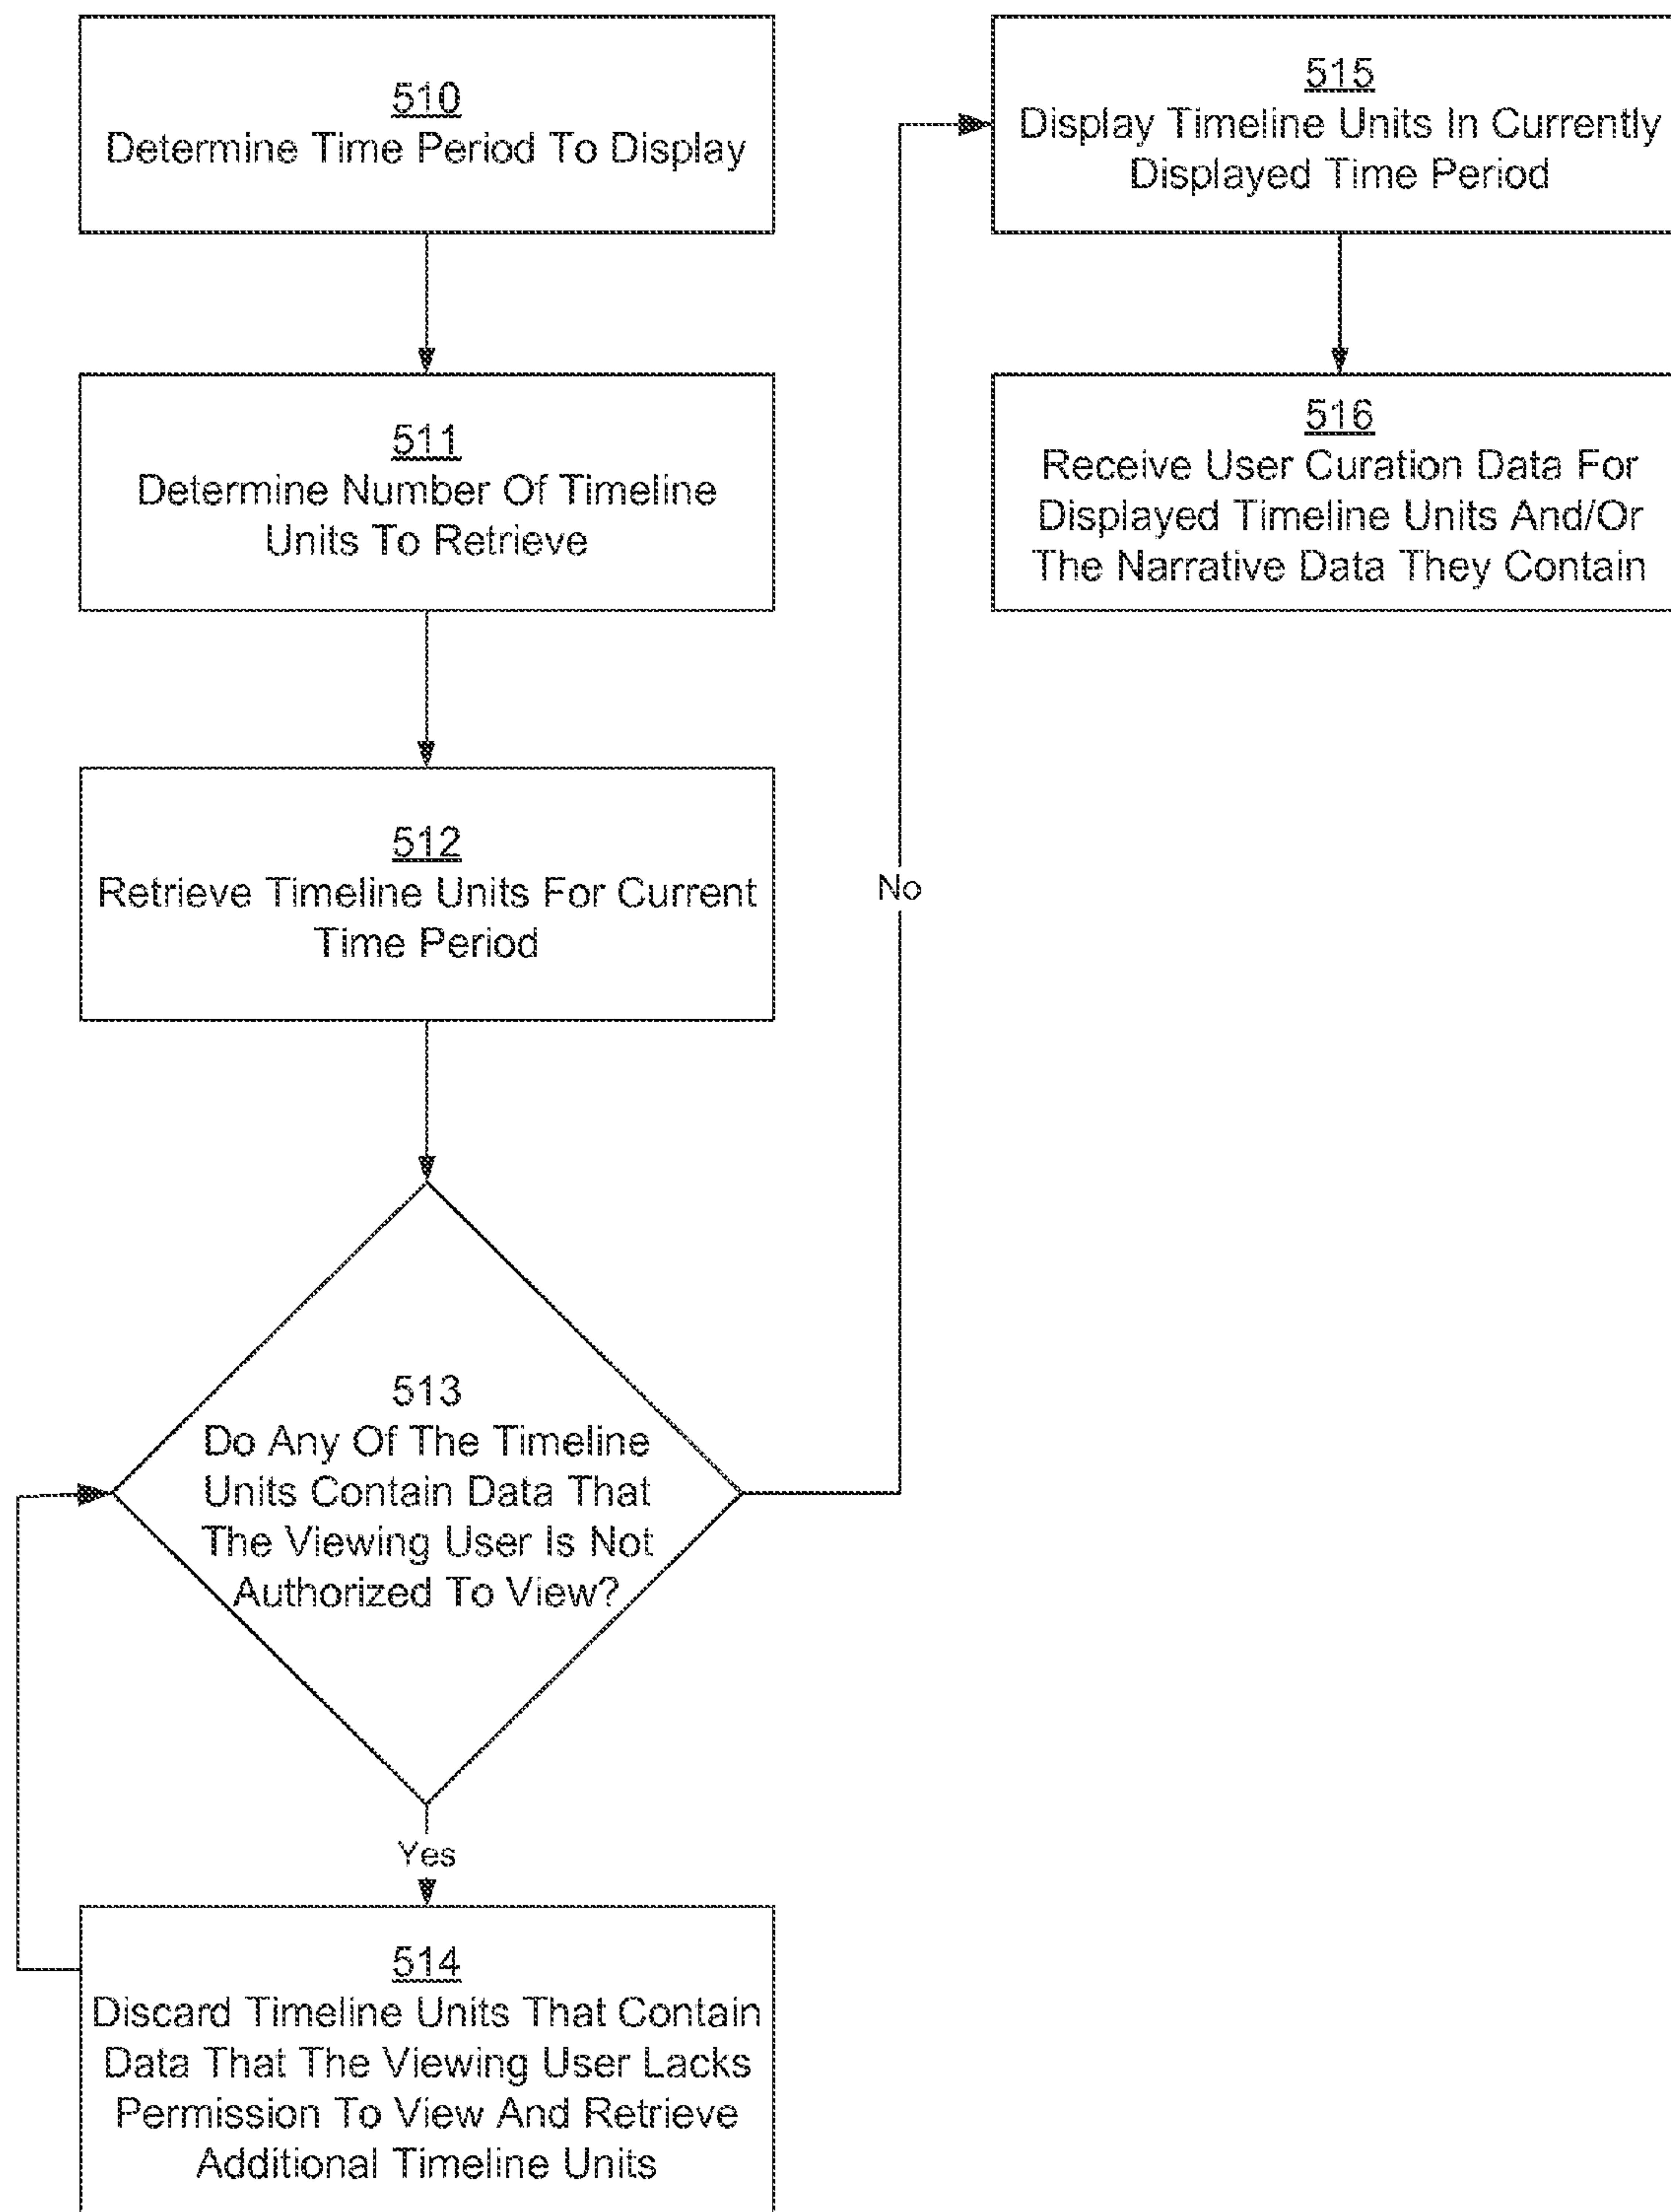 510
Determine Time Period To Display
511
Determine Number Of Timeline
Units To Retrieve
512
Retrieve Timeline Units For Current
Time Period
513
Do Any Of The Timeline
Units Contain Data That
The Viewing User Is Not
Authorized To View?
Yes
514
Discard Timeline Units That Contain
Data That The Viewing User Lacks
Permission To View And Retrieve
Additional Timeline Units
No
515
Display Timeline Units In Currently
Displayed Time Period
516
Receive User Curation Data For
Displayed Timeline Units And/Or
The Narrative Data They Contain